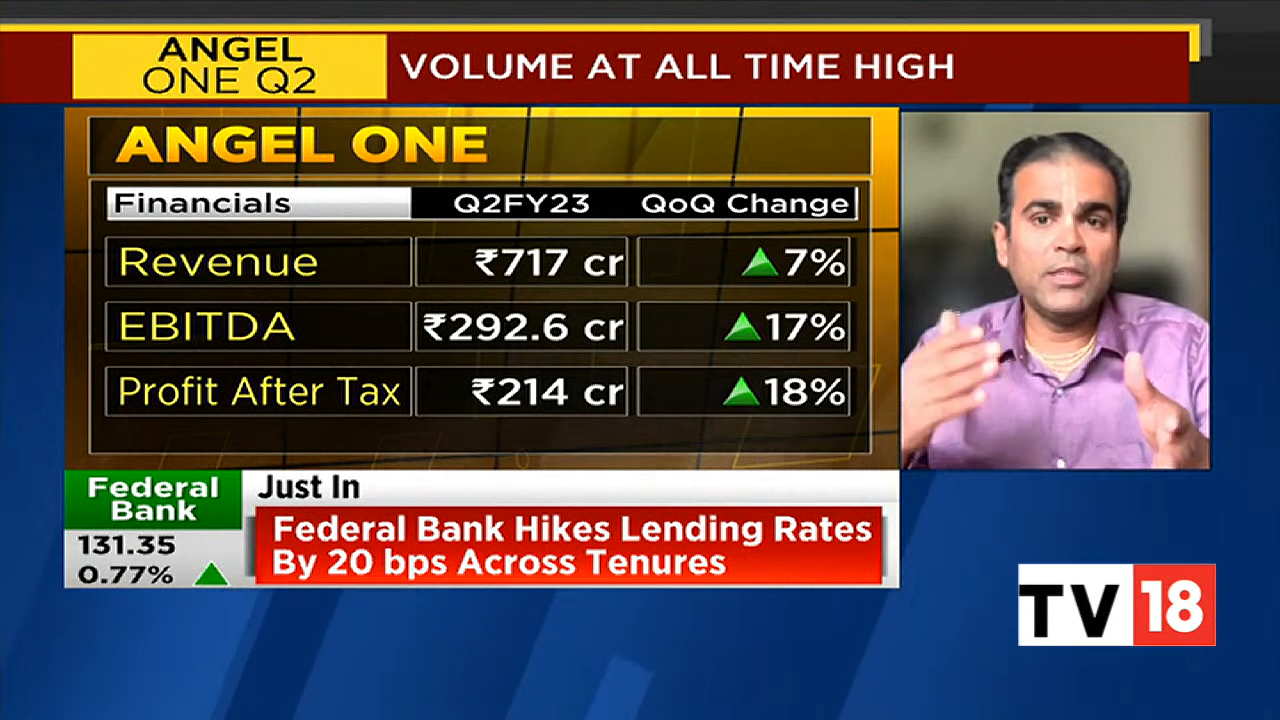 ANGEL
ONE Q2
VOLUME AT ALL TIME HIGH
ANGEL ONE
Financials Q2FY23 QoQ Change
Revenue ₹717 cr 7%
EBITDA ₹292.6 cr 17%
Profit After Tax ₹214 cr 18%
Federal
Bank
131.35
0.77%
Just In
Federal Bank Hikes Lending Rates
By 20 bps Across Tenures
TV 18